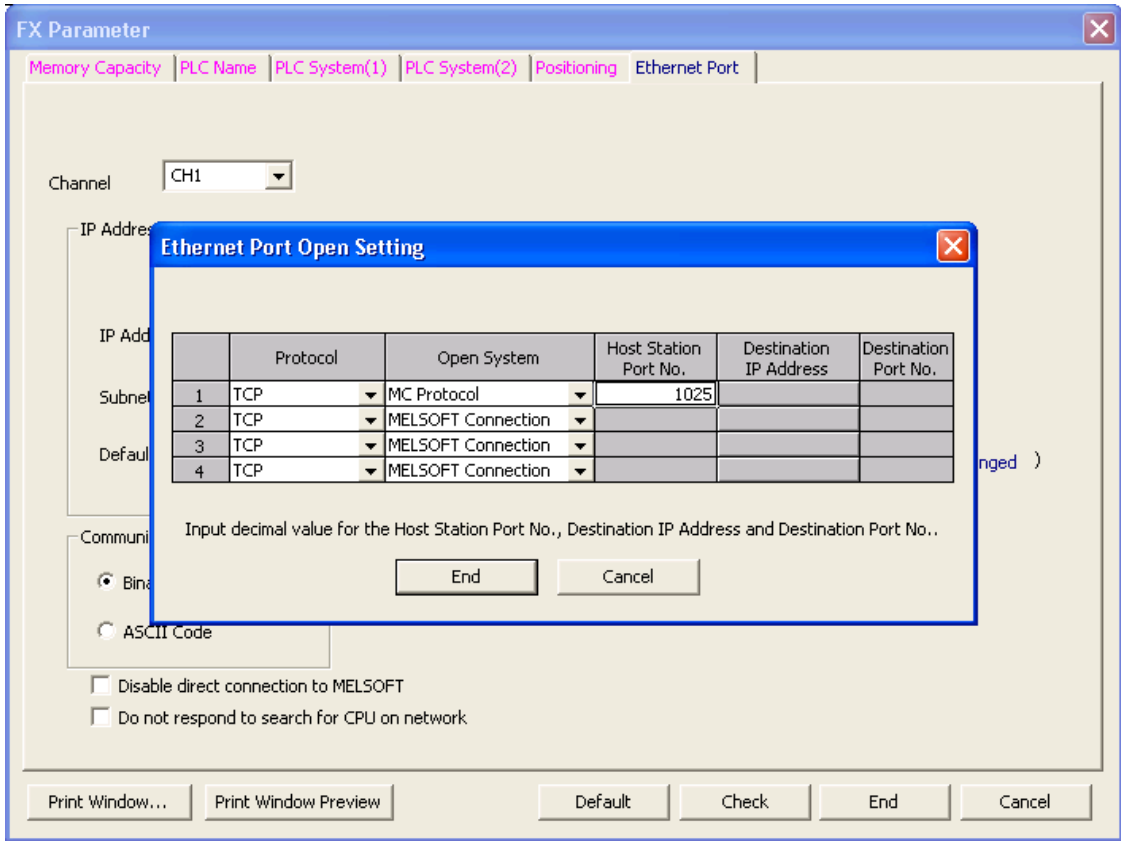 FX Parameter
Memory Capacity PLC Name PLC System(1) PLC System(2) Positioning Ethernet Port
Channel CH1
IP Addres
Ethernet Port Open Setting
IP Add
Subnet
Defaul
nged )
Protocol Open System Host Station Port No. Destination IP Address Destination Port No.
1 TCP MC Protocol 1025
2 TCP MELSOFT Connection
3 TCP MELSOFT Connection
4 TCP MELSOFT Connection
Input decimal value for the Host Station Port No., Destination IP Address and Destination Port No..
End Cancel
Communi
Bina
ASCII Code
Disable direct connection to MELSOFT
Do not respond to search for CPU on network
Print Window... Print Window Preview Default Check End Cancel